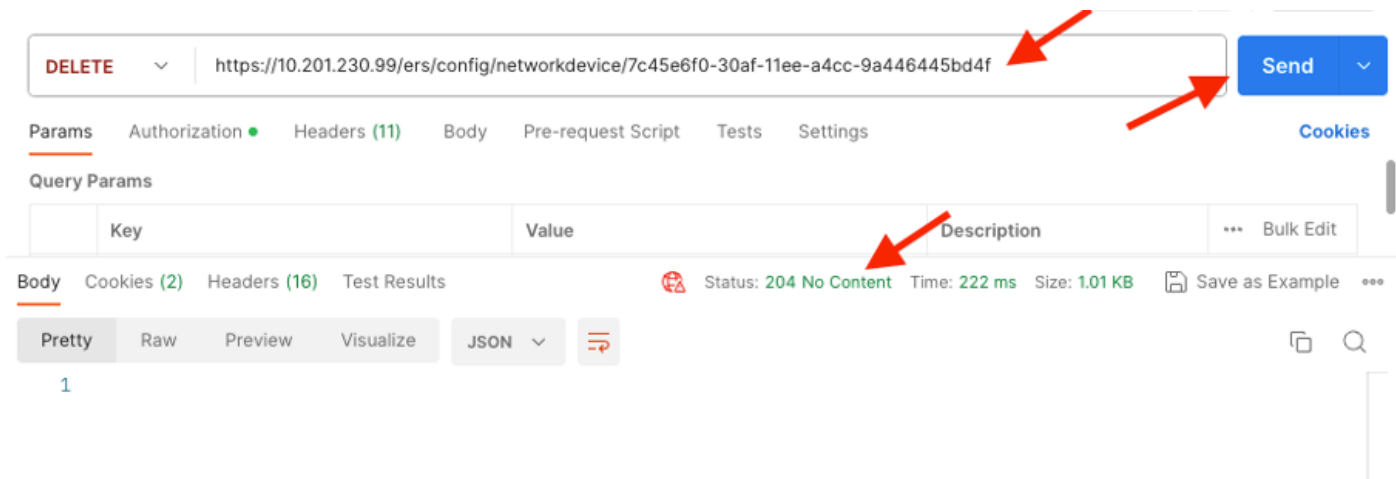 DELETE https://10.201.230.99/ers/config/networkdevice/7c45e6f0-30af-11ee-a4cc-9a446445bd4f Send
Params Authorization Headers (11) Body Pre-request Script Tests Settings Cookies
Query Params
Key Value Description Bulk Edit
Body Cookies (2) Headers (16) Test Results Status: 204 No Content Time: 222 ms Size: 1.01 KB Save as Example
Pretty Raw Preview Visualize JSON
1